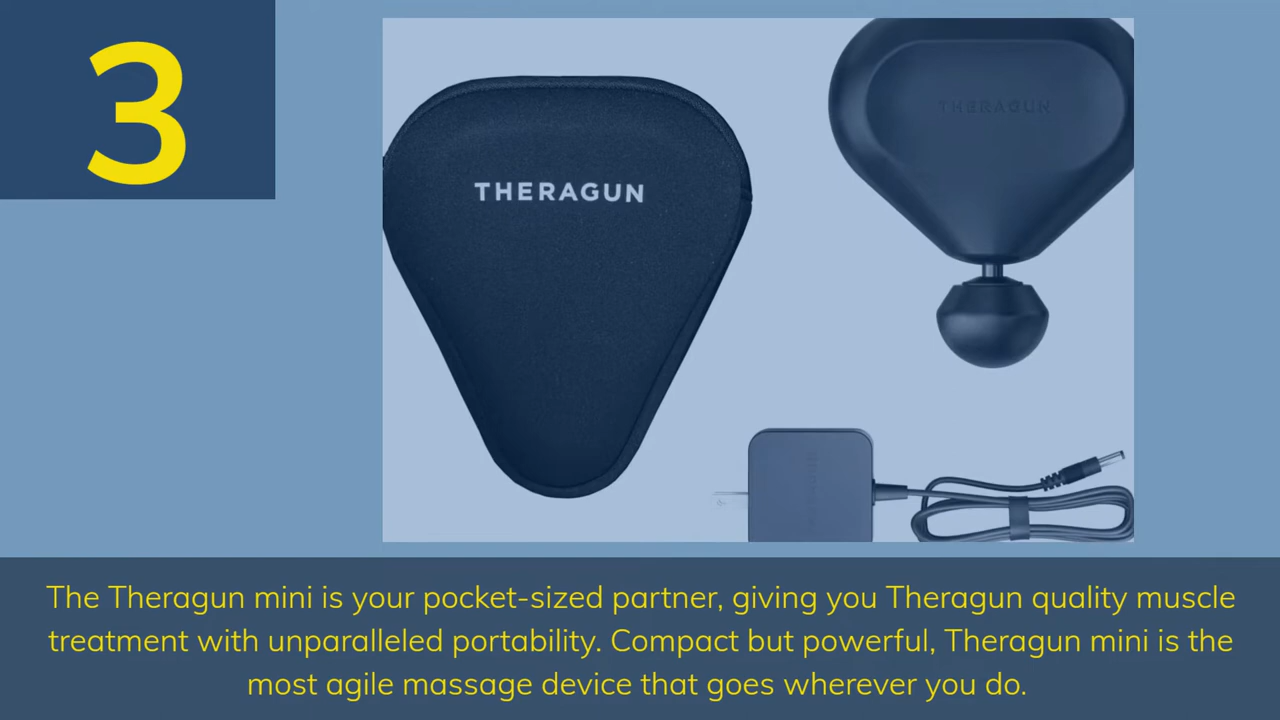 3
THERAGUN
THERAGUN
The Theragun mini is your pocket-sized partner, giving you Theragun quality muscle
treatment with unparalleled portability. Compact but powerful, Theragun mini is the
most agile massage device that goes wherever you do.